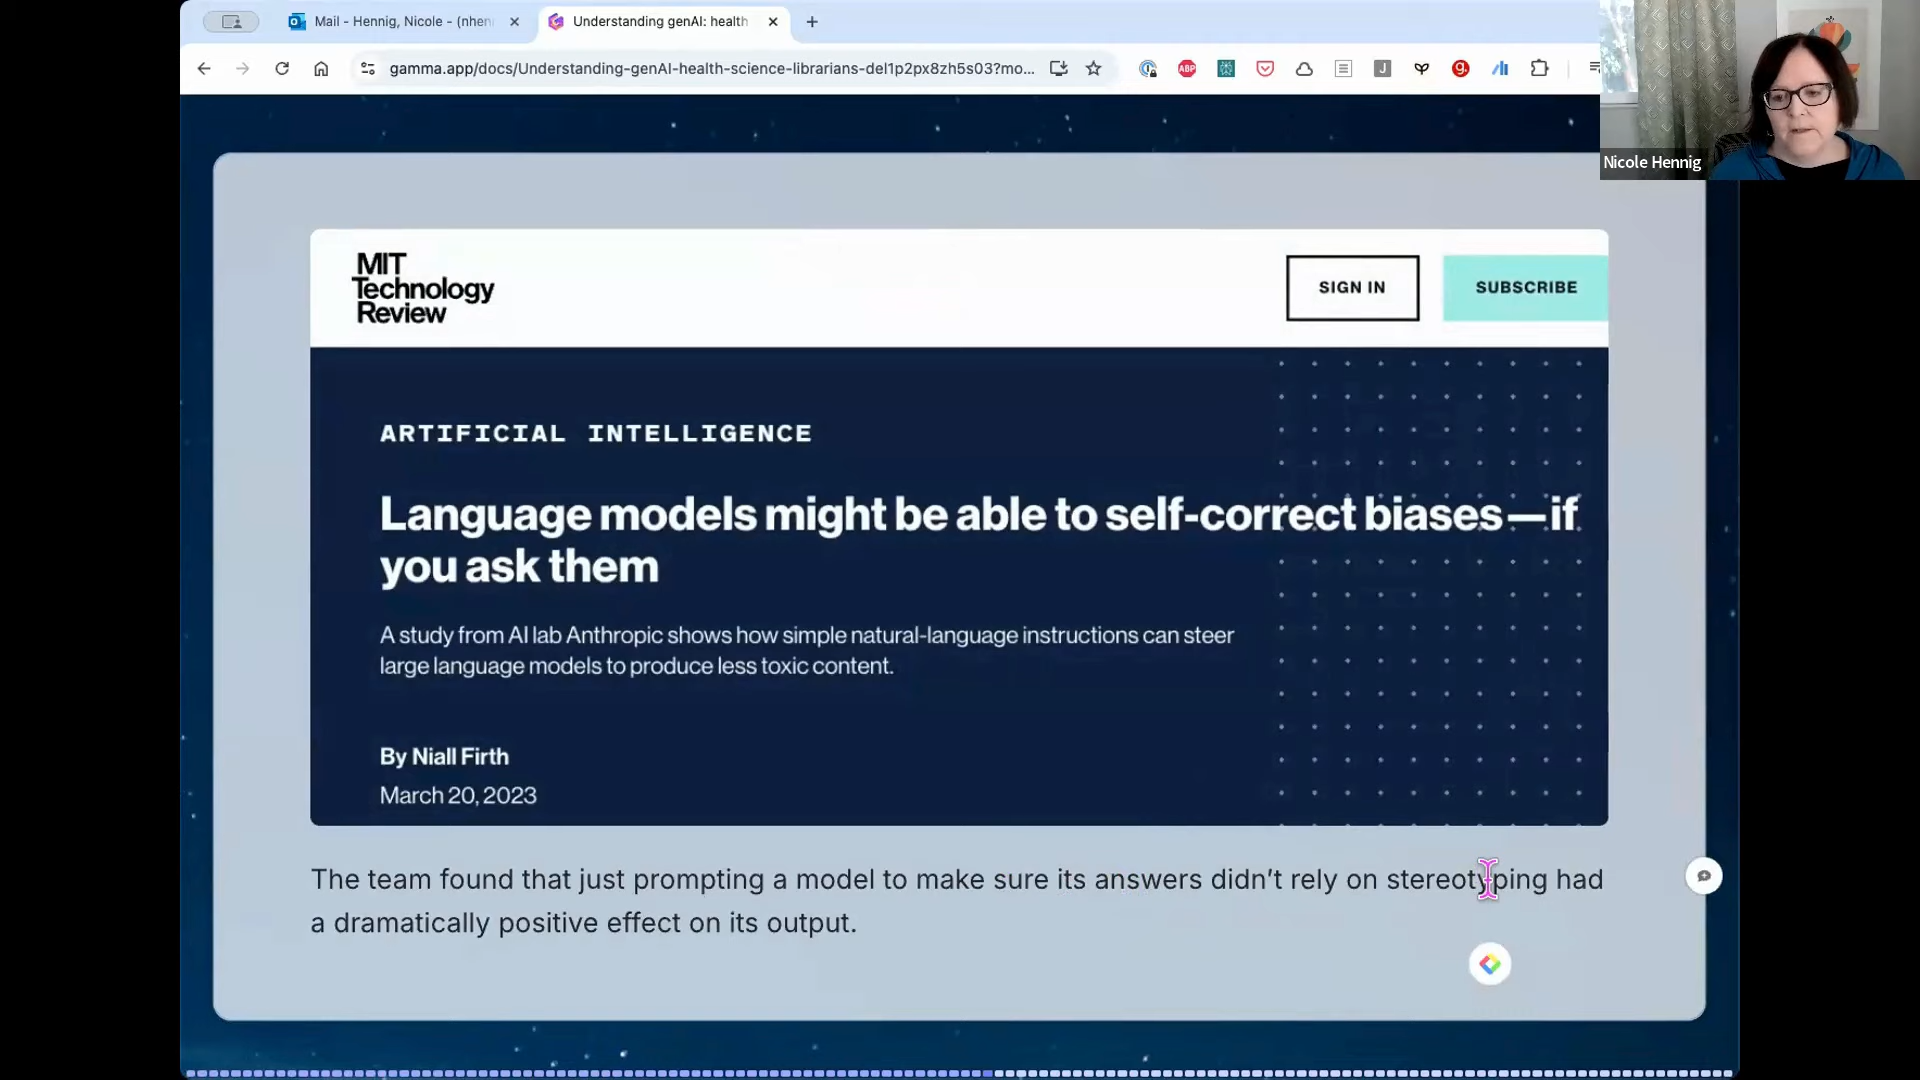 Mail - Hennig, Nicole - (nhen
Understanding genAI: health
gamma.app/docs/Understanding-genAI-health-science-librarians-del1p2px8zh5s03?mo...
ABP
J
g.
Nicole Hennig
MIT
Technology
Review
SIGN IN
SUBSCRIBE
ARTIFICIAL INTELLIGENCE
Language models might be able to self-correct biases—if
you ask them
A study from AI lab Anthropic shows how simple natural-language instructions can steer
large language models to produce less toxic content.
By Niall Firth
March 20, 2023
The team found that just prompting a model to make sure its answers didn’t rely on stereotyping had
a dramatically positive effect on its output.